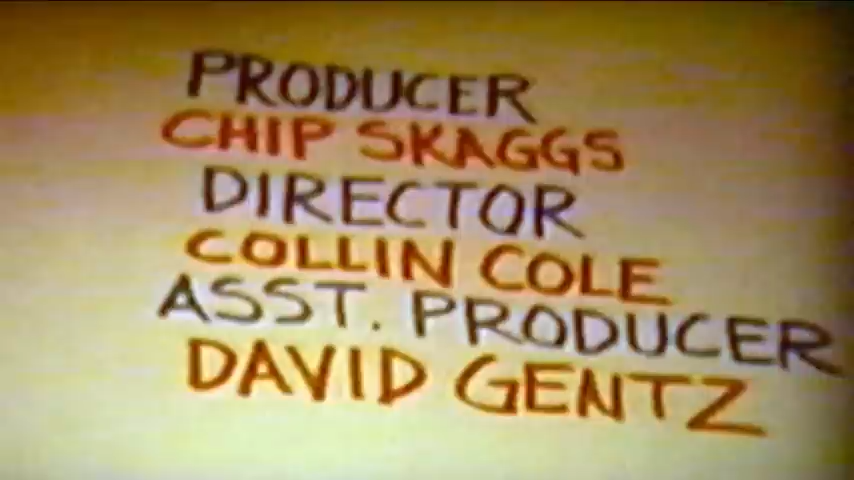 PRODUCER
CHIP SKAGGS
DIRECTOR
COLLIN COLE
ASST. PRODUCER
DAVID GENTZ